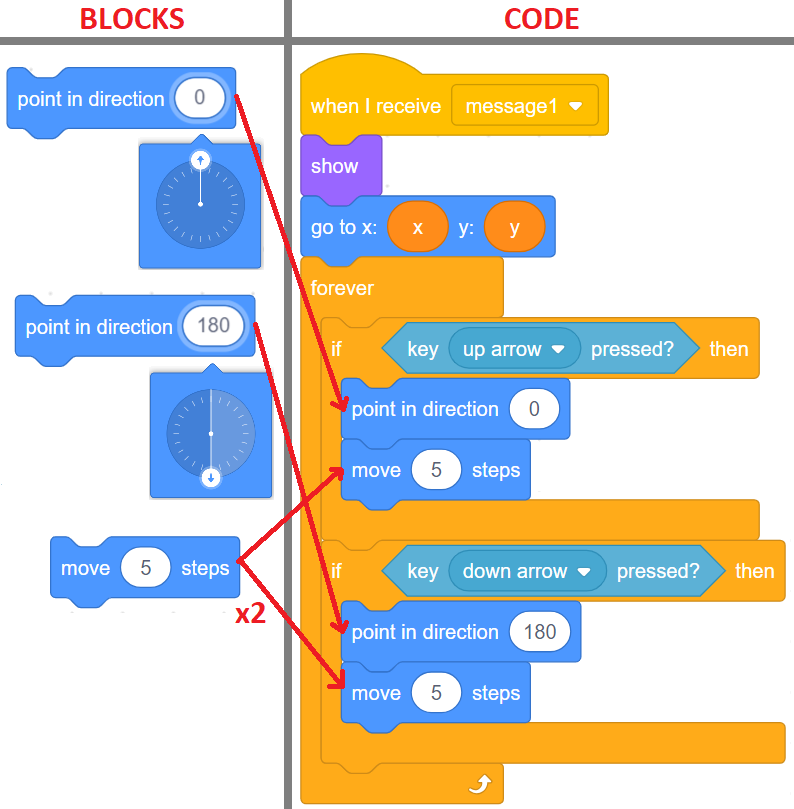 BLOCKS
CODE
point in direction 0
point in direction 180
move 5 steps
x2
when I receive message1
show
go to x: x y: y
forever
if key up arrow pressed? then
point in direction 0
move 5 steps
if key down arrow pressed? then
point in direction 180
move 5 steps